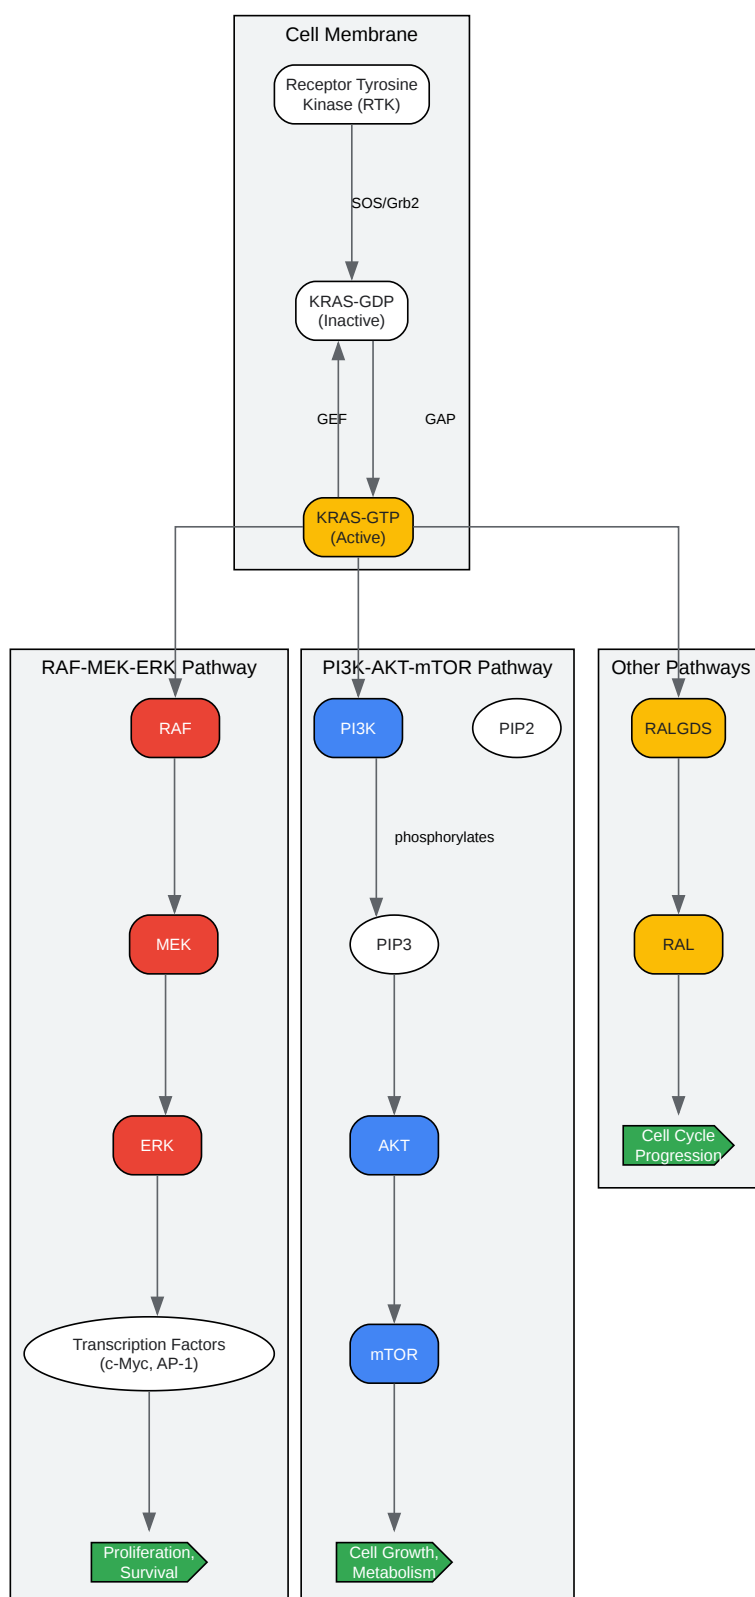 Cell Membrane
Receptor Tyrosine
Kinase (RTK)
SOS/Grb2
KRAS-GDP
(Inactive)
GEF
GAP
KRAS-GTP
(Active)
RAF-MEK-ERK Pathway
RAF
MEK
ERK
Transcription Factors
(c-Myc, AP-1)
Proliferation,
Survival
PI3K-AKT-mTOR Pathway
PI3K
PIP2
phosphorylates
PIP3
AKT
mTOR
Cell Growth,
Metabolism
Other Pathways
RALGDS
RAL
Cell Cycle
Progression